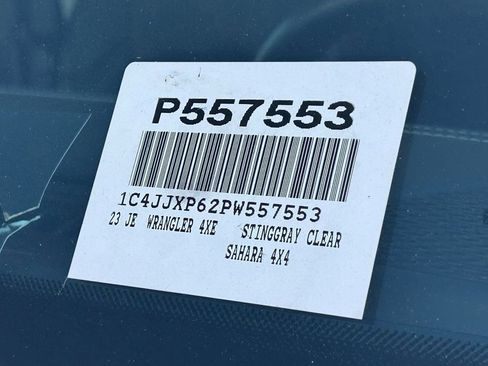 P557553
1C4JJXP62PW557553
23 JE WRANGLER 4XE STINGGRAY CLEAR
SAHARA 4X4